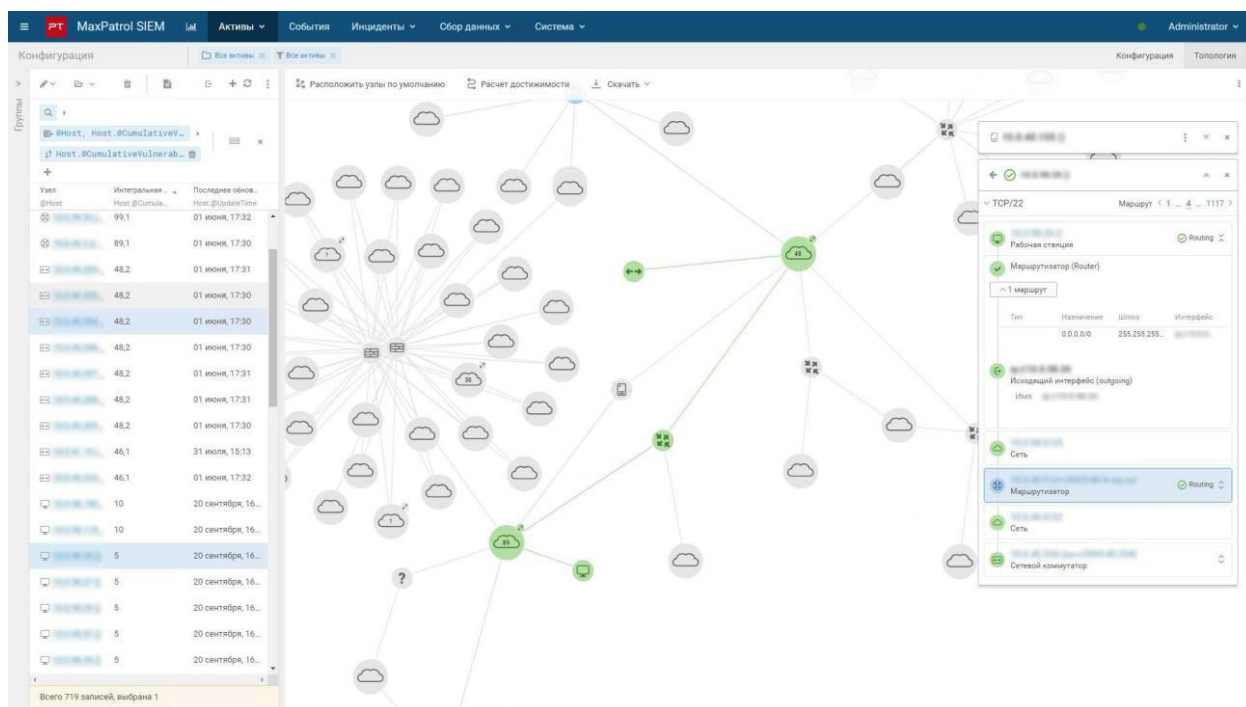 PT MaxPatrol SIEM Активы События Инциденты Сбор данных Система Administrator
Конфигурация Все активы Все активы Конфигурация Топология
Группы
Расположить узлы по умолчанию Расчет достижимости Скачать
@Host, Host.@CumulativeV...
Host.@CumulativeVulnerab...
Узел Интегральная .. Последнее обнов..
@Host Host.@Cumula... Host.@UpdateTime
99,1 01 июня, 17:32
89,1 01 июня, 17:30
48,2 01 июня, 17:31
48,2 01 июня, 17:30
48,2 01 июня, 17:30
48,2 01 июня, 17:30
48,2 01 июня, 17:31
48,2 01 июня, 17:31
48,2 01 июня, 17:30
46,1 31 июля, 15:13
46,1 01 июня, 17:32
10 20 сентября, 16...
10 20 сентября, 16...
5 20 сентября, 16...
5 20 сентября, 16...
5 20 сентября, 16...
5 20 сентября, 16...
5 20 сентября, 16...
Всего 719 записей, выбрана 1
1
48
38
1
89
?
TCP/22 Маршрут < 1 ... 4 ... 1117 >
Рабочая станция Routing
Маршрутизатор (Router)
1 маршрут
Тип Назначение Шлюз Интерфейс
0.0.0.0/0 255.255.255...
Исходящий интерфейс (outgoing)
Имя
Сеть
Маршрутизатор Routing
Сеть
Сетевой коммутатор